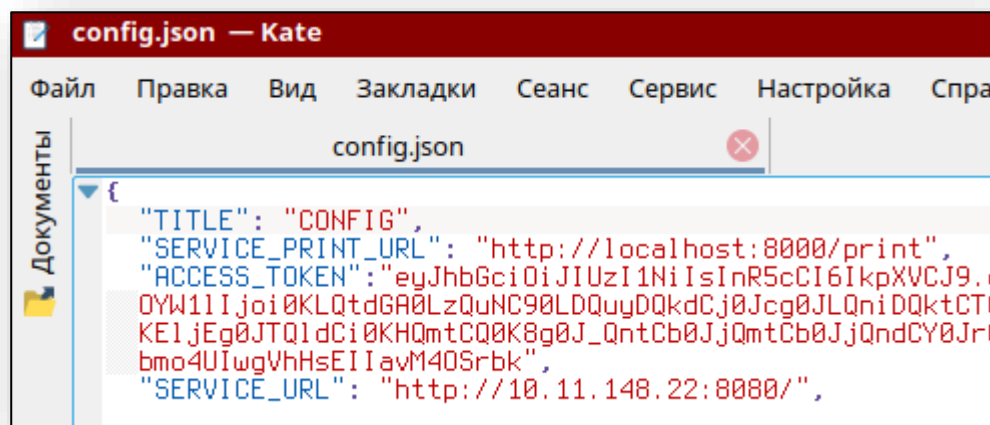 config.json — Kate
Файл Правка Вид Закладки Сеанс Сервис Настройка Спра
Документы
config.json
{
"TITLE": "CONFIG",
"SERVICE_PRINT_URL": "http://localhost:8000/print",
"ACCESS_TOKEN":"eyJhbGciOiJIUzI1NiIsInR5cCI6IkpXVCJ9.
OYW1lIjoi0KLQtdGA0LzQuNC90LDQuyDQkdCj0Jcg0JLQniDQktCT
KEljEg0JTQldCi0KHQmtCQ0K8g0J_QntCb0JjQmtCb0JjQndCY0Jr
bmo4UIwgVhHsEIIavM4OSrbk",
"SERVICE_URL": "http://10.11.148.22:8080/",